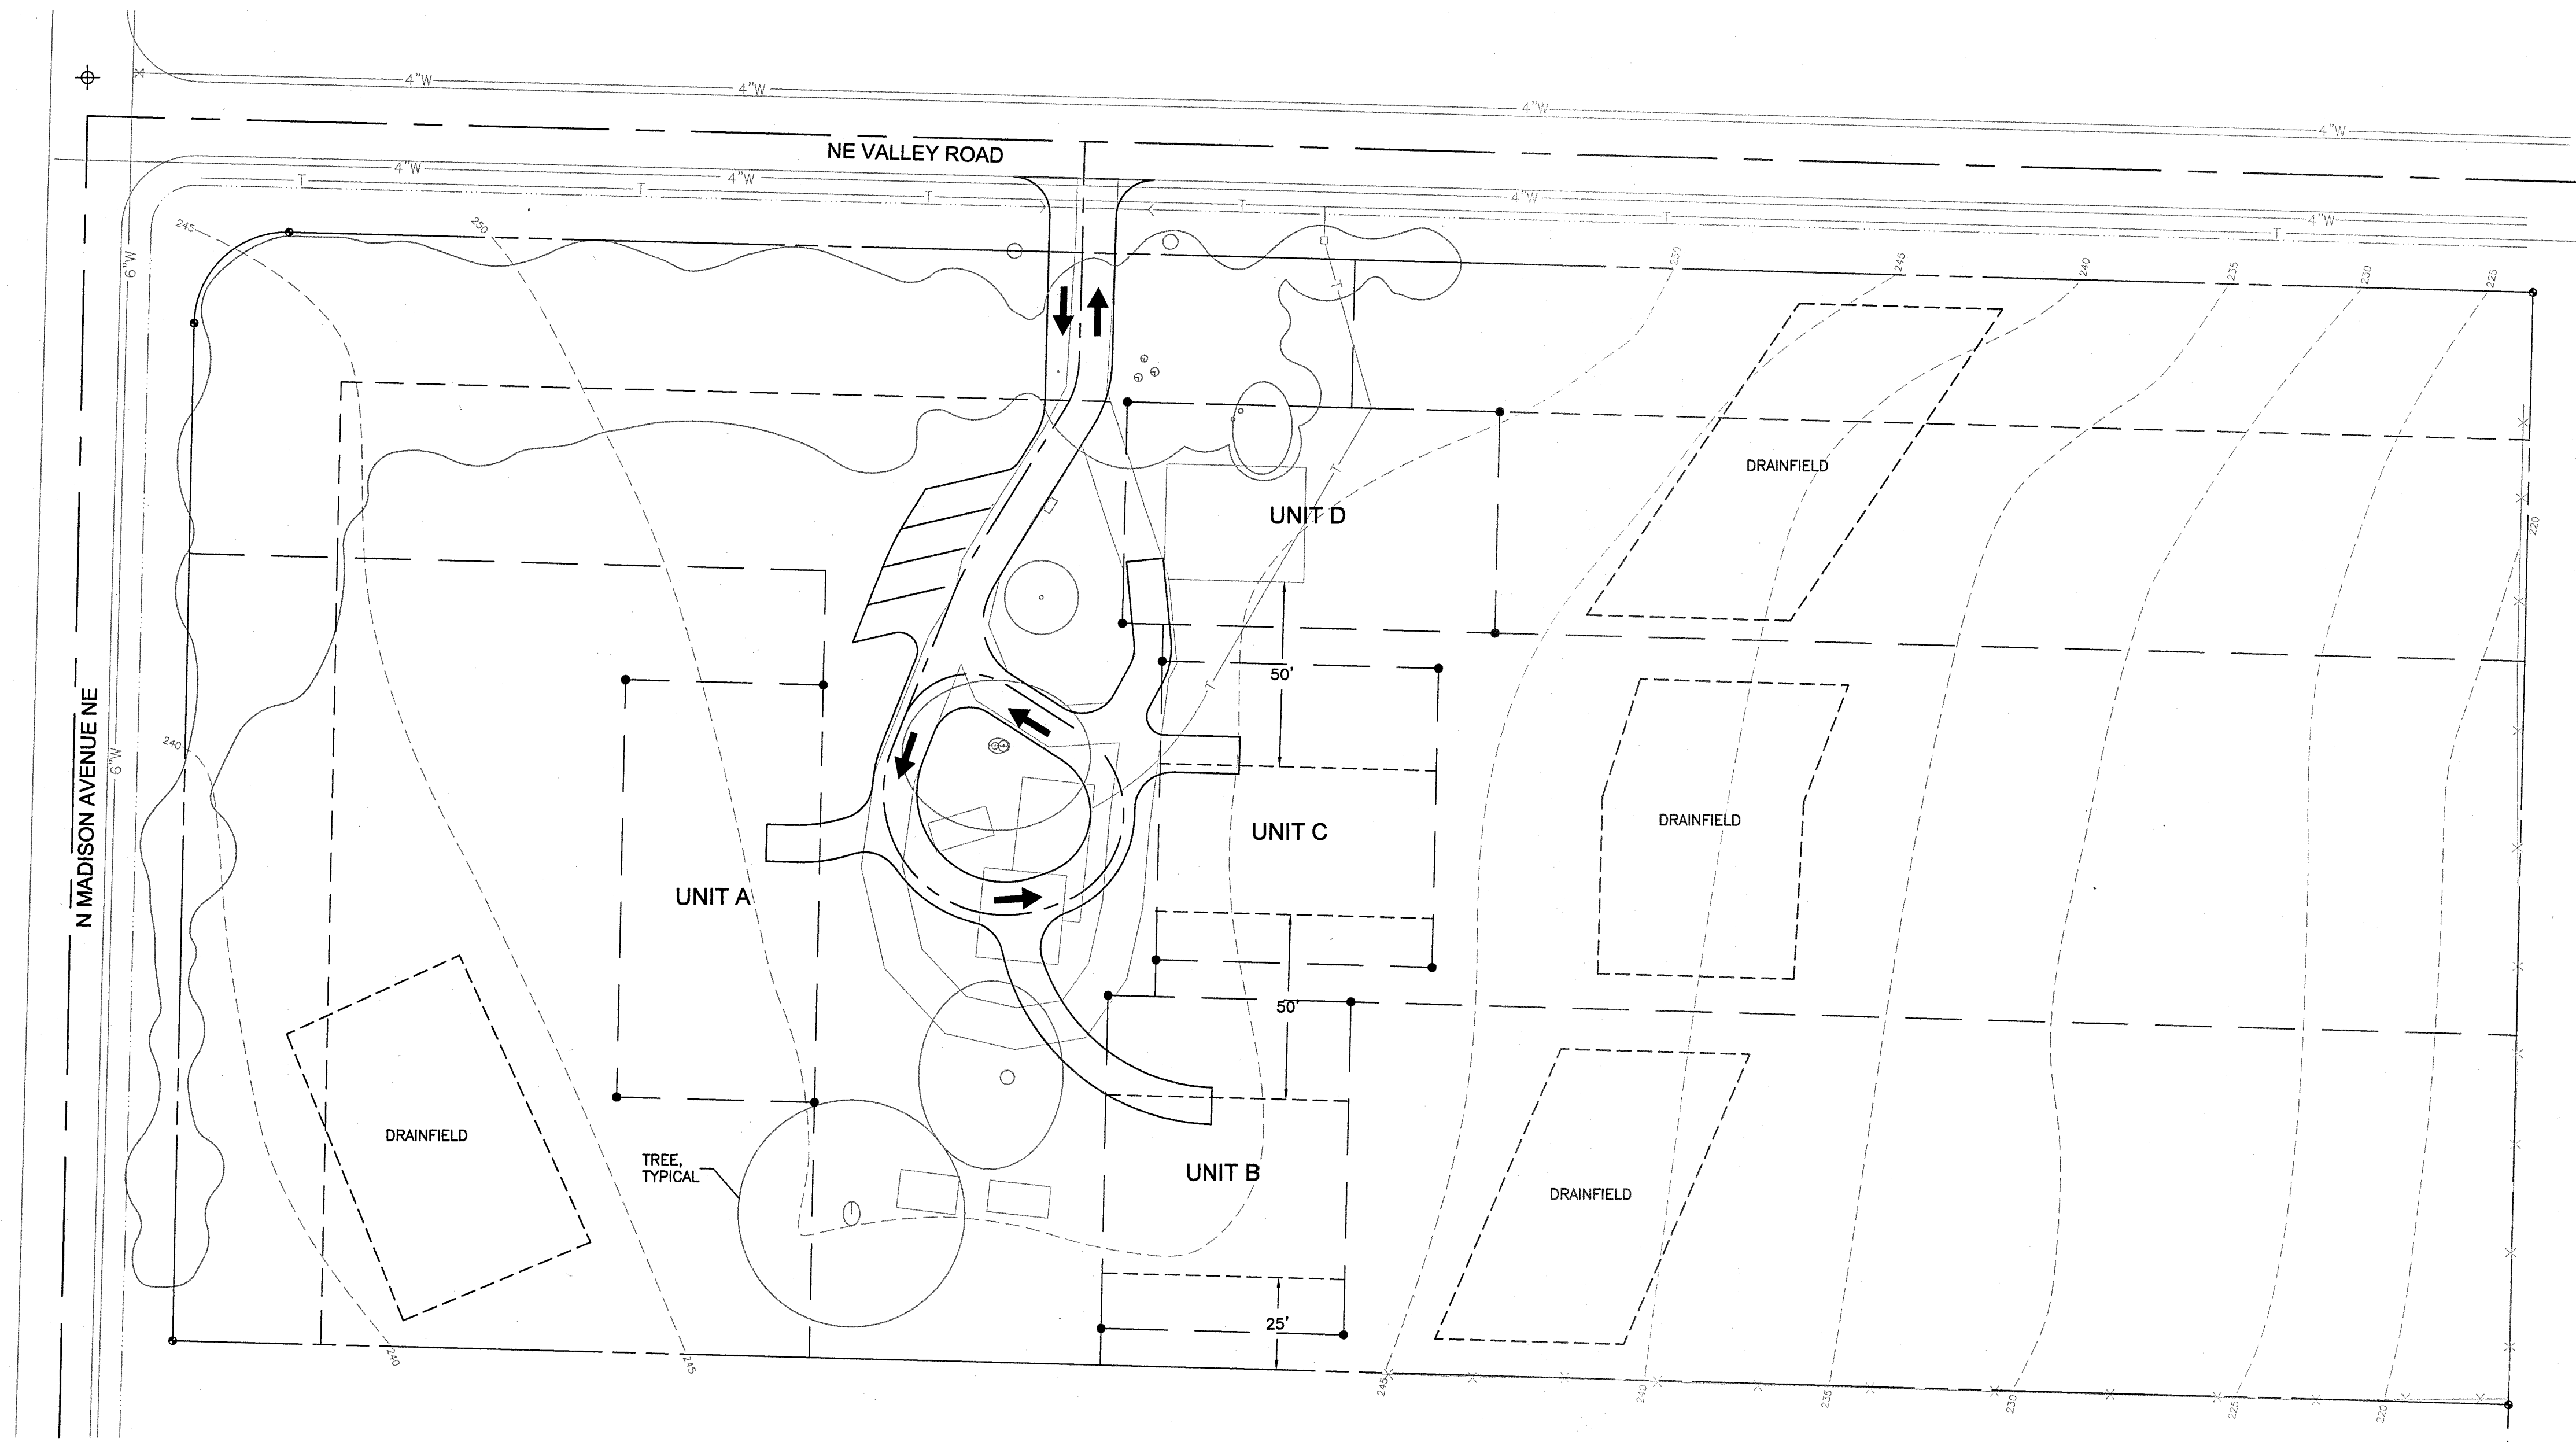 4"W
4"W
4"W
4"W
NE VALLEY ROAD
4"W
4"W
4"W
4"W
T
T
T
T
T
T
245
250
250
245
240
235
230
225
220
6"W
T
T
T
UNIT D
DRAINFIELD
50'
N MADISON AVENUE NE
240
6"W
UNIT C
DRAINFIELD
UNIT A
50'
DRAINFIELD
TREE,
TYPICAL
UNIT B
DRAINFIELD
25'
240
245
245
240
235
230
225
220